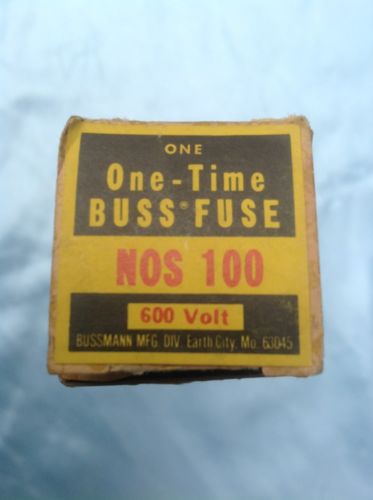 ONE
One-Time
BUSS® FUSE
NOS 100
600 Volt
BUSSMANN MFG. DIV. Earth City, Mo. 63045